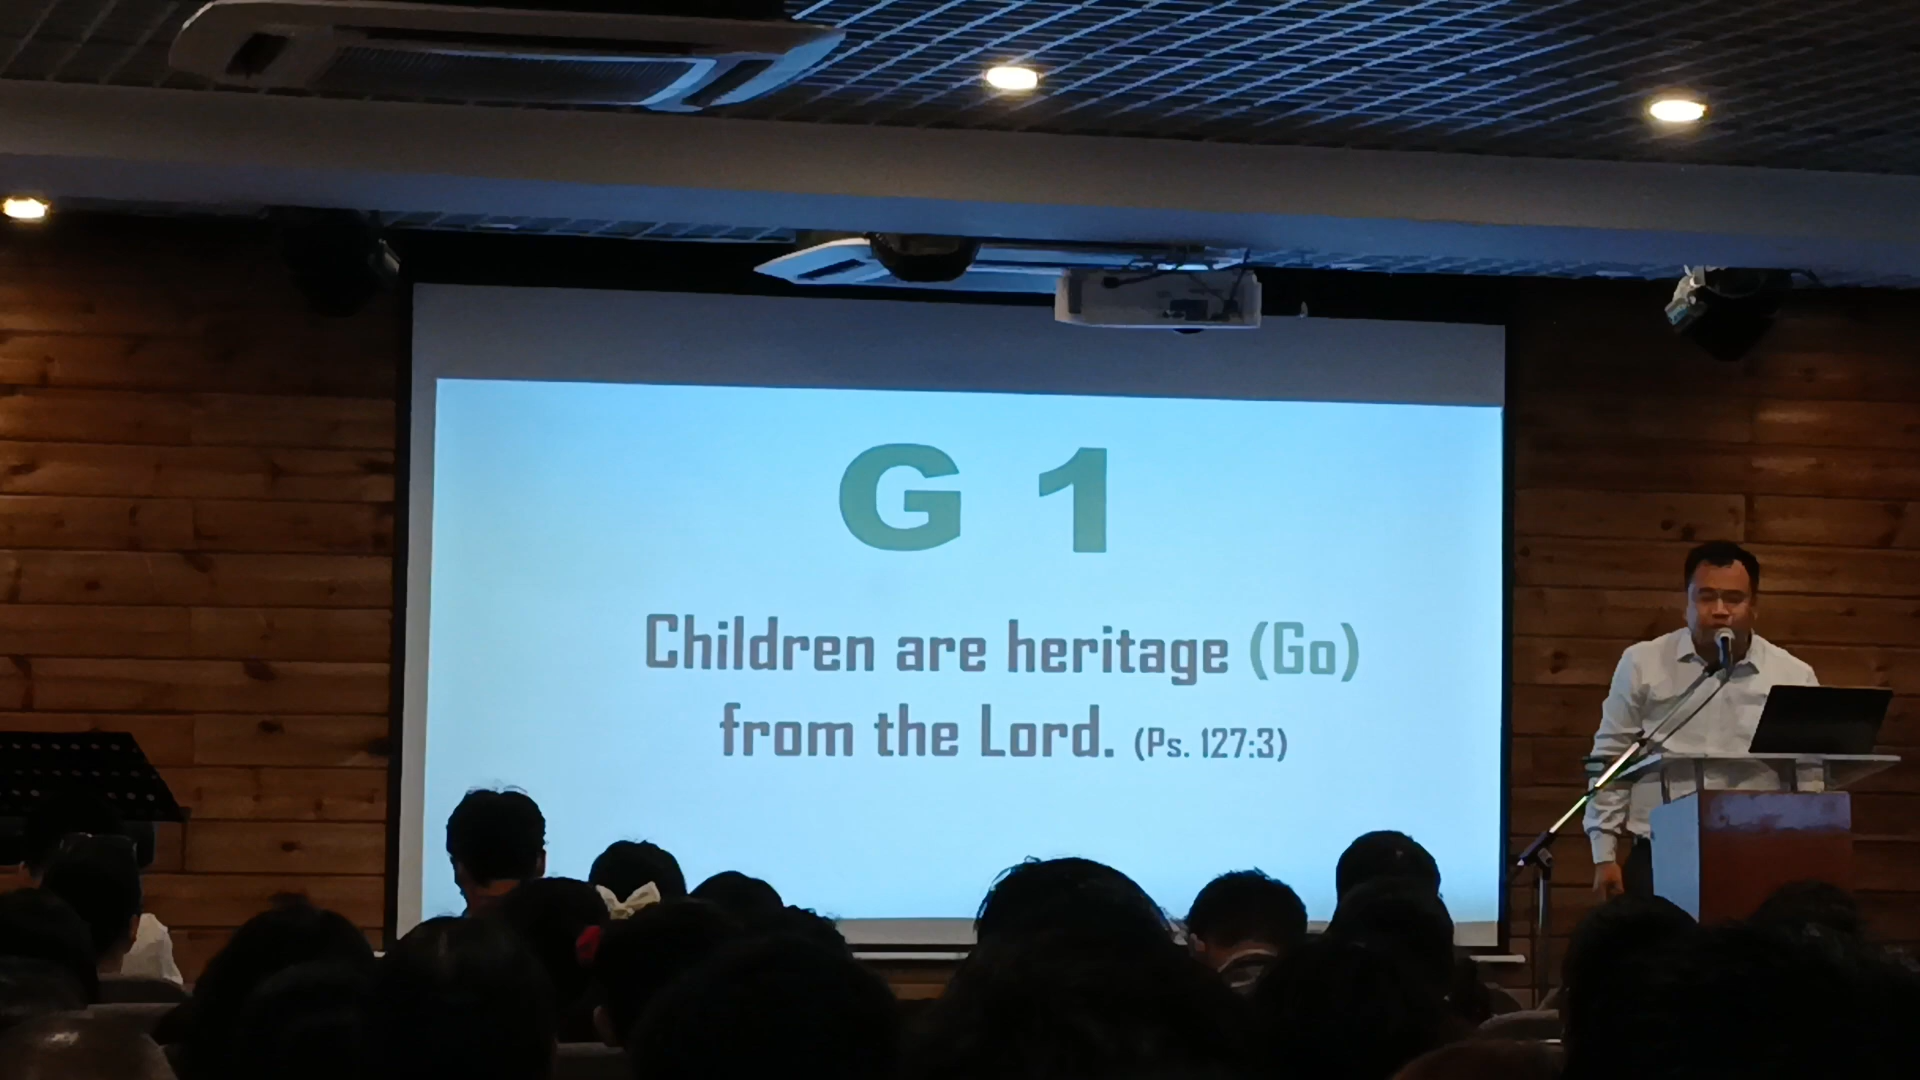 G 1
Children are heritage (Go)
from the Lord. (Ps. 127:3)